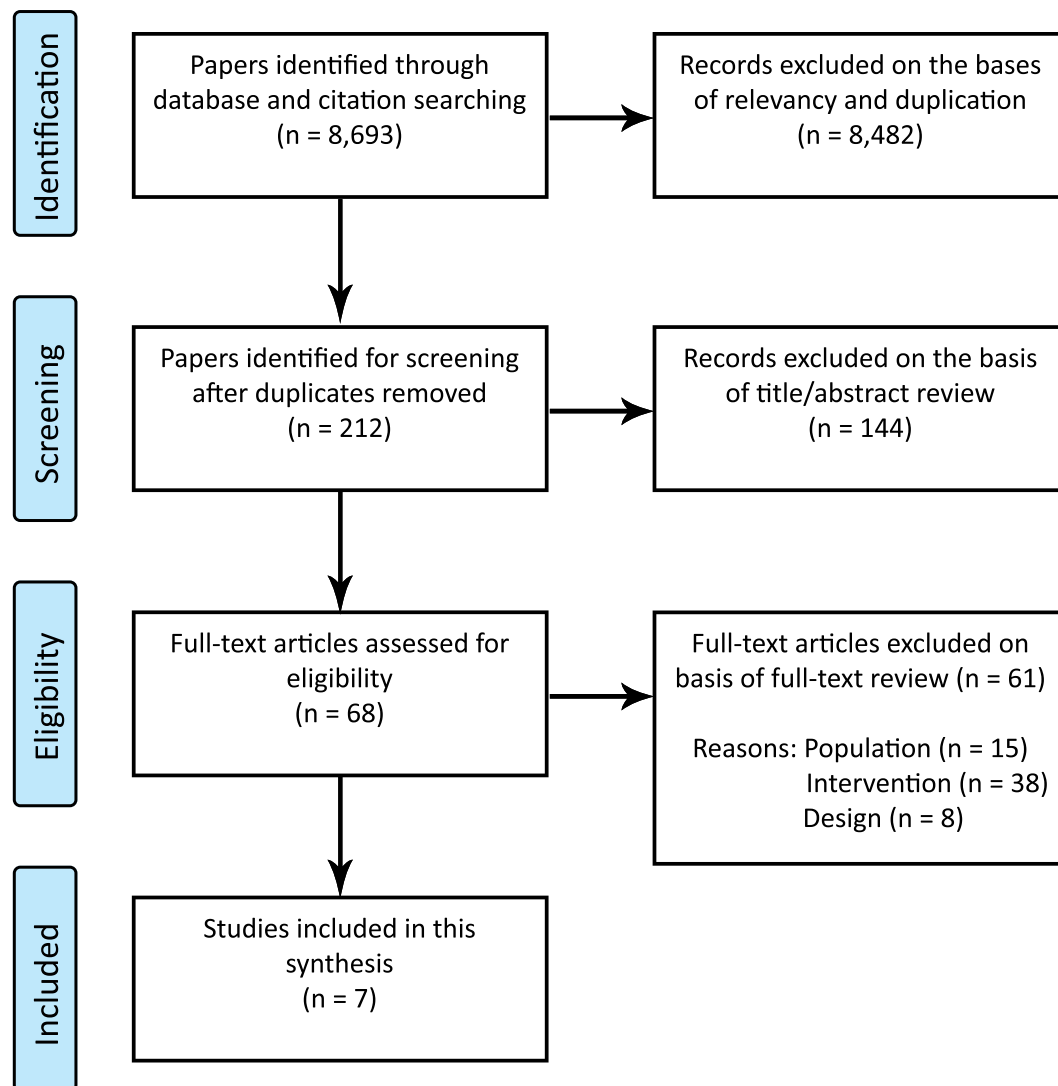 Identification
Papers identified through
database and citation searching
(n = 8,693)
Records excluded on the bases
of relevancy and duplication
(n = 8,482)
Screening
Papers identified for screening
after duplicates removed
(n = 212)
Records excluded on the basis
of title/abstract review
(n = 144)
Eligibility
Full-text articles assessed for
eligibility
(n = 68)
Full-text articles excluded on
basis of full-text review (n = 61)
Reasons: Population (n = 15)
Intervention (n = 38)
Design (n = 8)
Included
Studies included in this
synthesis
(n = 7)